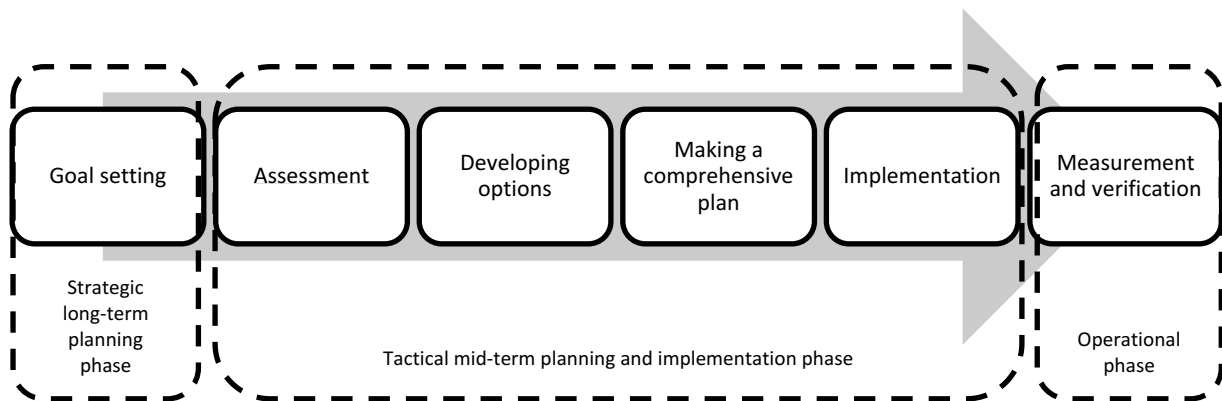 Goal setting
Assessment
Developing
options
Making a
comprehensive
plan
Implementation
Measurement
and verification
Strategic
long-term
planning
phase
Tactical mid-term planning and implementation phase
Operational
phase